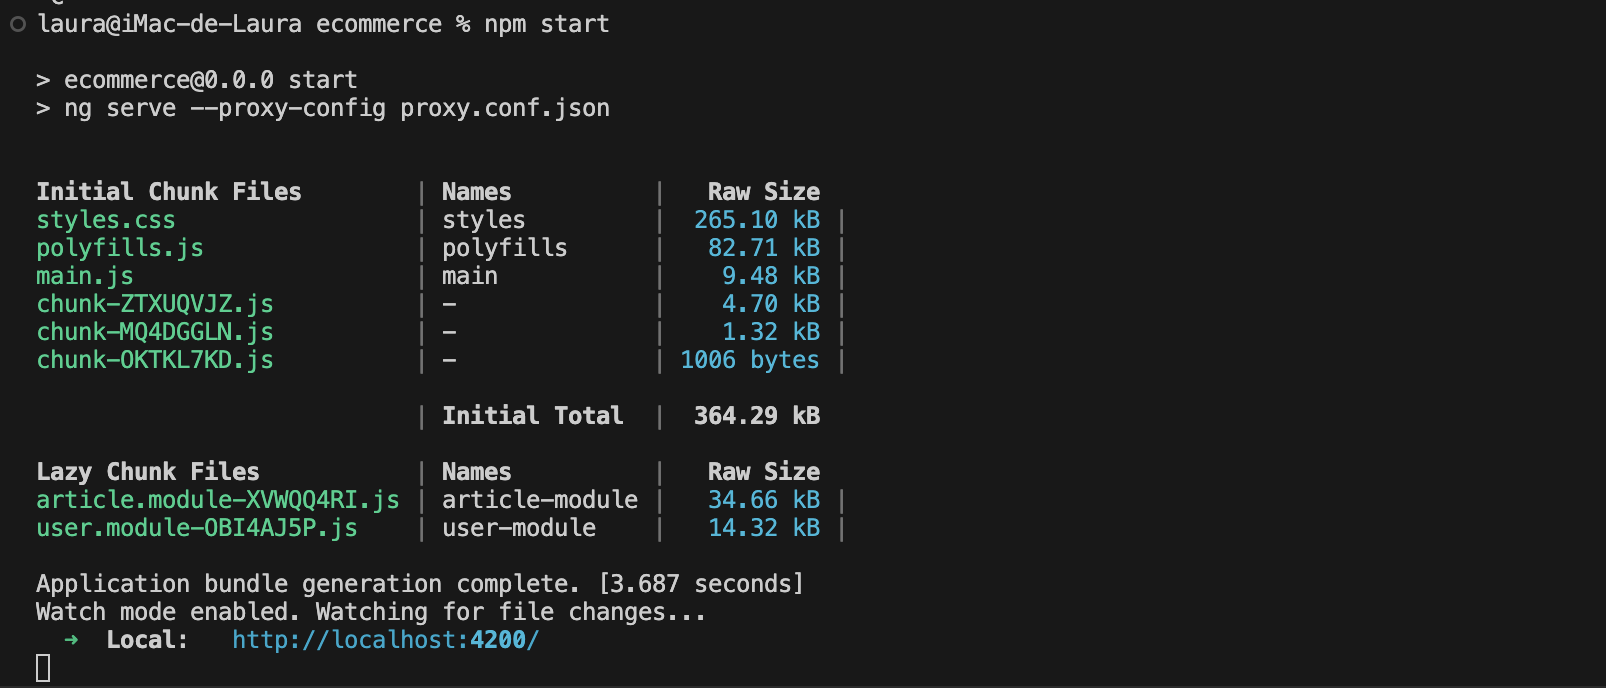 laura@iMac-de-Laura ecommerce % npm start
> ecommerce@0.0.0 start
> ng serve --proxy-config proxy.conf.json
Initial Chunk Files | Names | Raw Size
styles.css | styles | 265.10 kB |
polyfills.js | polyfills | 82.71 kB |
main.js | main | 9.48 kB |
chunk-ZTXUQVJZ.js | - | 4.70 kB |
chunk-MQ4DGGLN.js | - | 1.32 kB |
chunk-OKTKL7KD.js | - | 1006 bytes |
| Initial Total | 364.29 kB
Lazy Chunk Files | Names | Raw Size
article.module-XVWQQ4RI.js | article-module | 34.66 kB |
user.module-OBI4AJ5P.js | user-module | 14.32 kB |
Application bundle generation complete. [3.687 seconds]
Watch mode enabled. Watching for file changes...
➜ Local: http://localhost:4200/